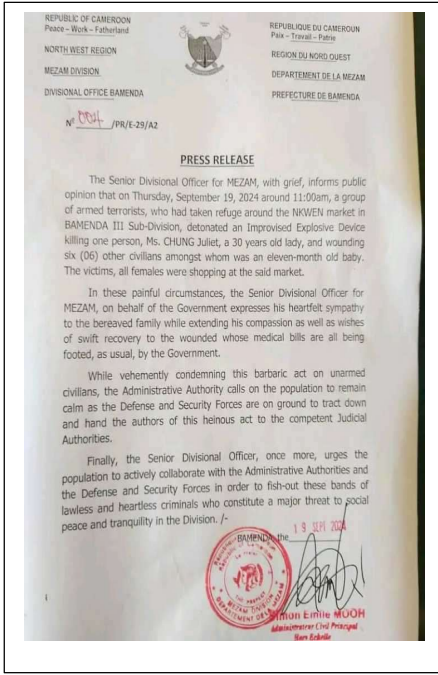 REPUBLIC OF CAMEROON
Peace – Work – Fatherland
NORTH WEST REGION
MEZAM DIVISION
DIVISIONAL OFFICE BAMENDA
REPUBLIQUE DU CAMEROUN
Paix – Travail – Patrie
REGION DU NORD OUEST
DEPARTEMENT DE LA MEZAM
PREFECTURE DE BAMENDA
N° 004 /PR/E-29/A2
PRESS RELEASE
The Senior Divisional Officer for MEZAM, with grief, informs public
opinion that on Thursday, September 19, 2024 around 11:00am, a group
of armed terrorists, who had taken refuge around the NKWEN market in
BAMENDA III Sub-Division, detonated an Improvised Explosive Device
killing one person, Ms. CHUNG Juliet, a 30 years old lady, and wounding
six (06) other civilians amongst whom was an eleven-month old baby.
The victims, all females were shopping at the said market.
In these painful circumstances, the Senior Divisional Officer for
MEZAM, on behalf of the Government expresses his heartfelt sympathy
to the bereaved family while extending his compassion as well as wishes
of swift recovery to the wounded whose medical bills are all being
footed, as usual, by the Government.
While vehemently condemning this barbaric act on unarmed
civilians, the Administrative Authority calls on the population to remain
calm as the Defense and Security Forces are on ground to tract down
and hand the authors of this heinous act to the competent Judicial
Authorities.
Finally, the Senior Divisional Officer, once more, urges the
population to actively collaborate with the Administrative Authorities and
the Defense and Security Forces in order to fish-out these bands of
lawless and heartless criminals who constitute a major threat to social
peace and tranquility in the Division. /-
BAMENDA, the 19 SEPT 2024
MEZAM DIVISION
DEPARTEMENT DE LA MEZAM
Simon Emile MOOH
Administrateur Civil Principal
Hors Echelle
1